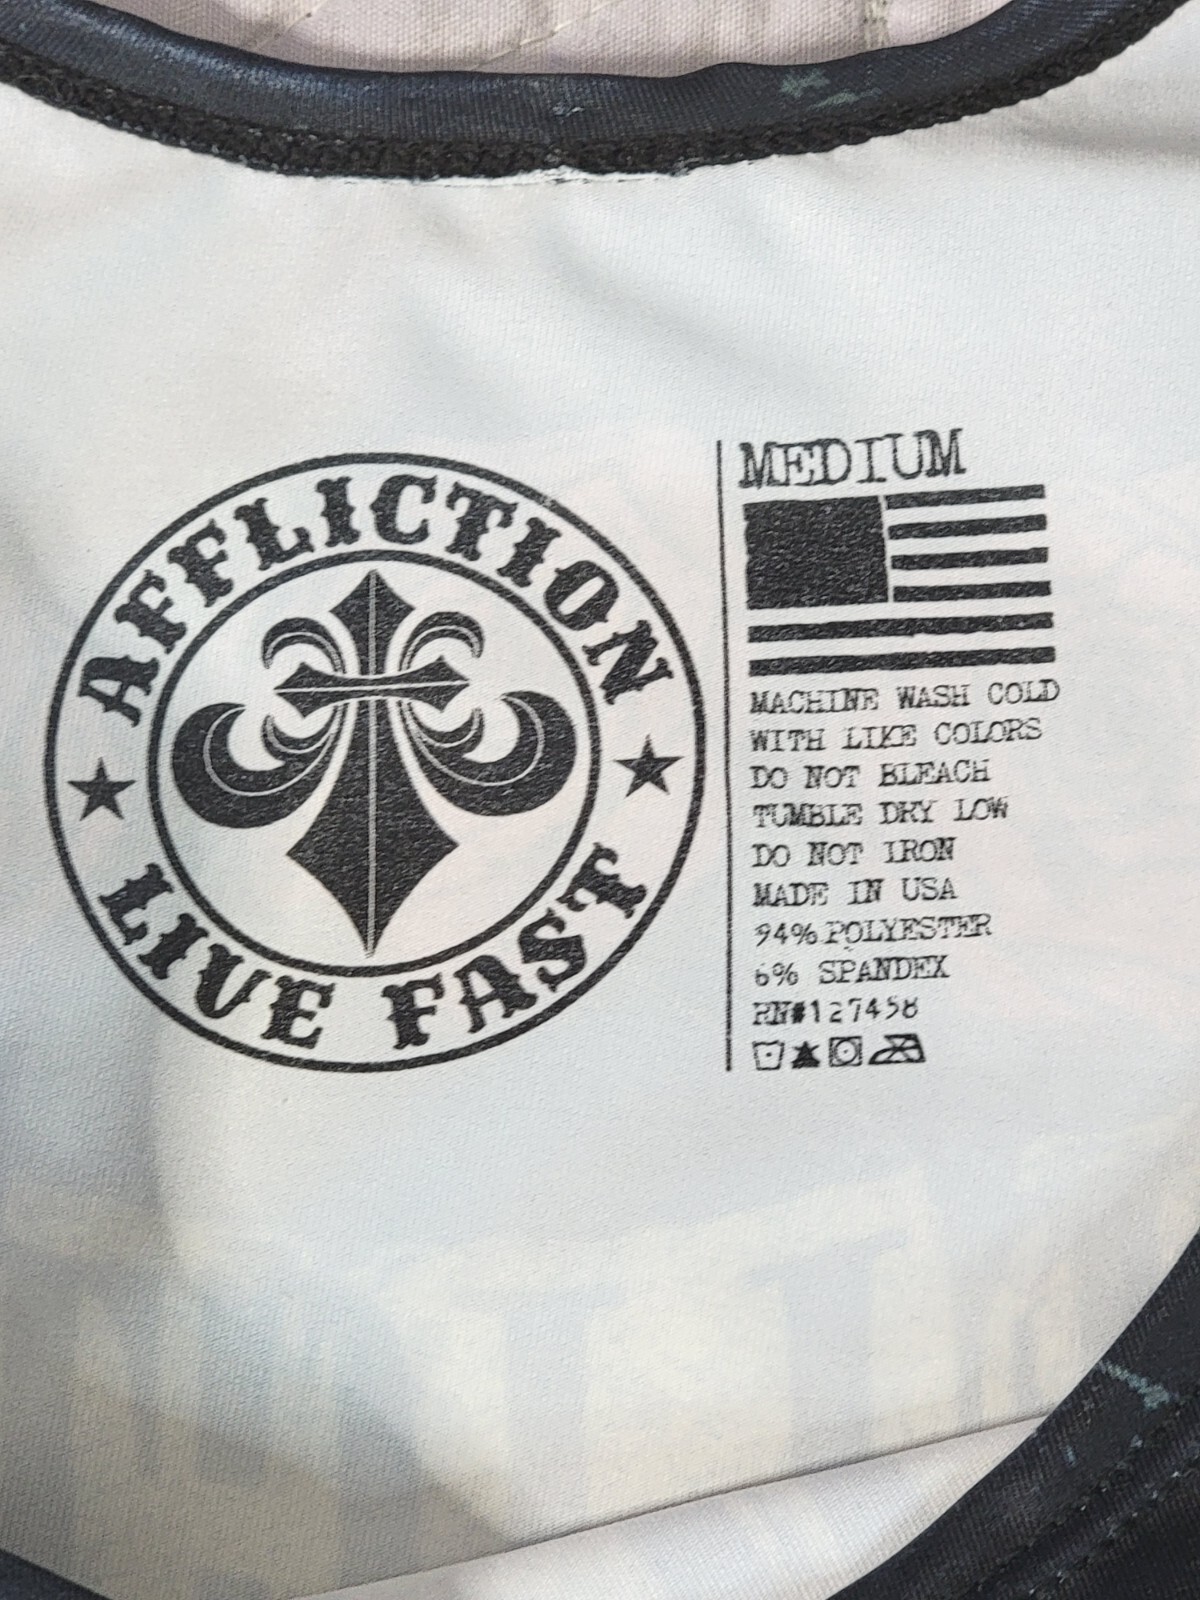 AFFLICTION
LIVE FAST
MEDIUM
MACHINE WASH COLD
WITH LIKE COLORS
DO NOT BLEACH
TUMBLE DRY LOW
DO NOT IRON
MADE IN USA
94% POLYESTER
6% SPANDEX
RN#127458